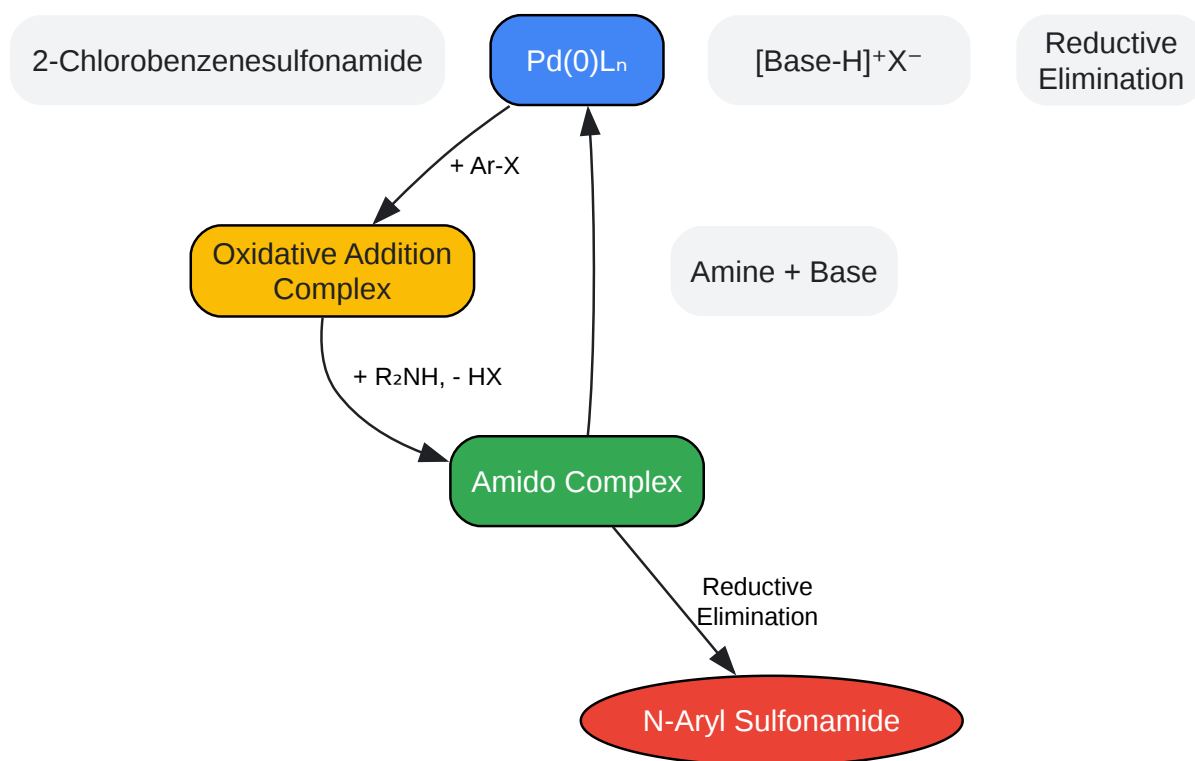 2-Chlorobenzenesulfonamide
Pd(0)Lₙ
[Base-H]⁺X⁻
Reductive
Elimination
+ Ar-X
Oxidative Addition
Complex
Amine + Base
+ R₂NH, - HX
Amido Complex
Reductive
Elimination
N-Aryl Sulfonamide